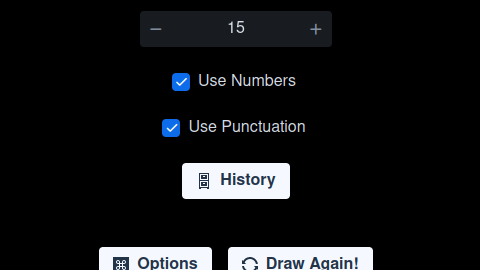 15
Use Numbers
Use Punctuation
History
Options
Draw Again!